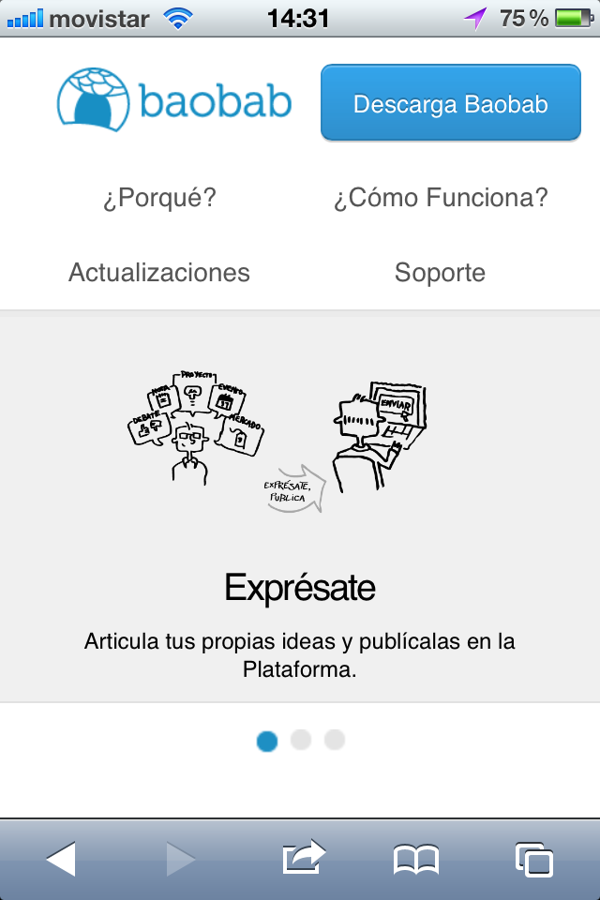 movistar 14:31 75%
baobab Descarga Baobab
¿Porqué? ¿Cómo Funciona?
Actualizaciones Soporte
PROYECTO
EVENTO
DEBATE
MERCADO
ENVIAR
EXPRÉSATE,
PUBLICA
Exprésate
Articula tus propias ideas y publícalas en la
Plataforma.